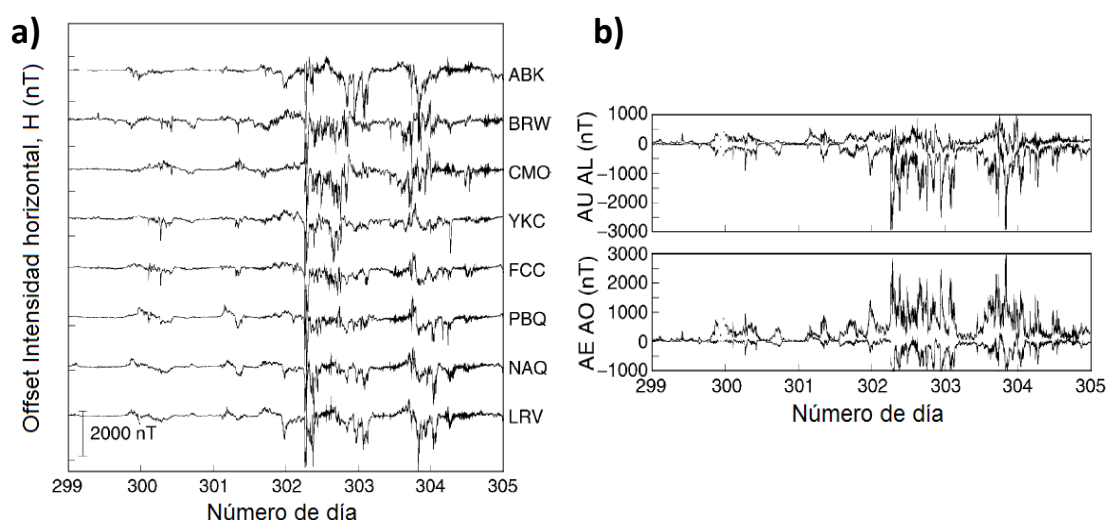 a)
Offset Intensidad horizontal, H (nT)
ABK
BRW
CMO
YKC
FCC
PBQ
NAQ
LRV
2000 nT
299 300 301 302 303 304 305
Número de día
b)
AU AL (nT)
1000
0
−1000
−2000
−3000
AE AO (nT)
3000
2000
1000
0
−1000
299 300 301 302 303 304 305
Número de día